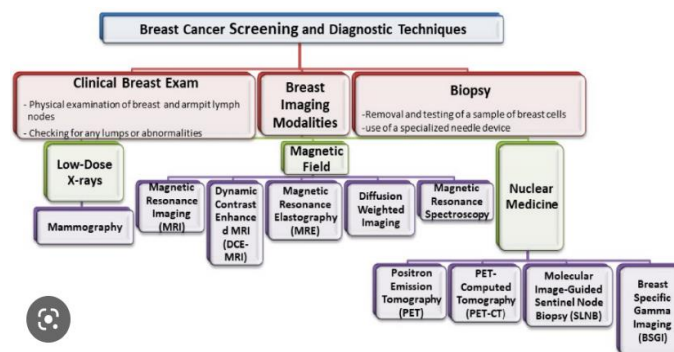 Breast Cancer Screening and Diagnostic Techniques
Clinical Breast Exam
- Physical examination of breast and armpit lymph
nodes
- Checking for any lumps or abnormalities
Breast
Imaging
Modalities
Biopsy
-Removal and testing of a sample of breast cells
-use of a specialized needle device
Low-Dose
X-rays
Magnetic
Field
Nuclear
Medicine
Mammography
Magnetic
Resonance
Imaging
(MRI)
Dynamic
Contrast
Enhance
d MRI
(DCE-
MRI)
Magnetic
Resonance
Elastography
(MRE)
Diffusion
Weighted
Imaging
Magnetic
Resonance
Spectroscopy
Positron
Emission
Tomography
(PET)
PET-
Computed
Tomography
(PET-CT)
Molecular
Image-Guided
Sentinel Node
Biopsy (SLNB)
Breast
Specific
Gamma
Imaging
(BSGI)